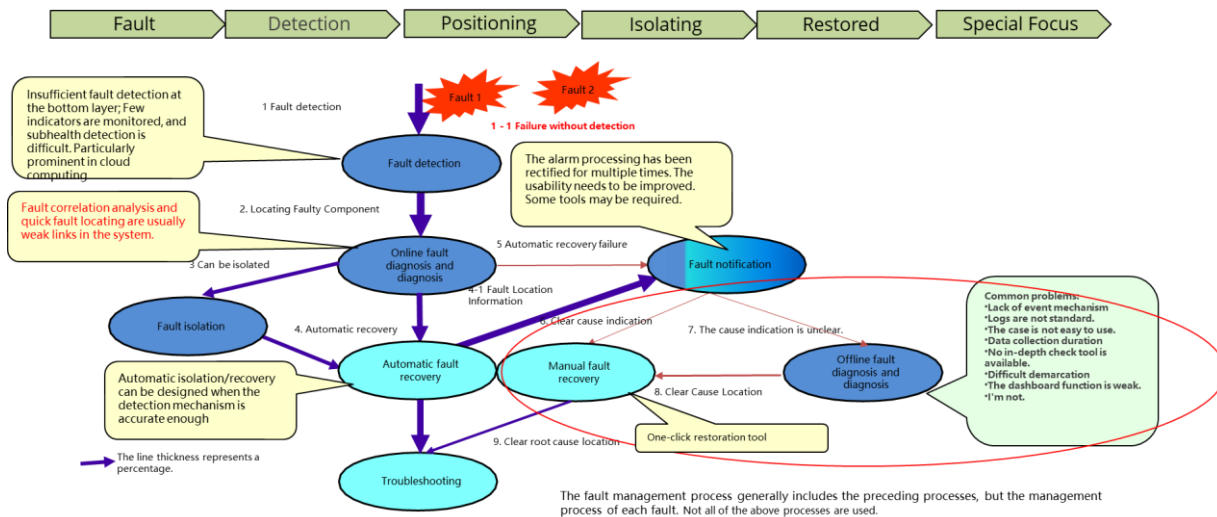 Fault
Detection
Positioning
Isolating
Restored
Special Focus
Insufficient fault detection at
the bottom layer; Few
indicators are monitored, and
subhealth detection is
difficult. Particularly
prominent in cloud
computing
1 Fault detection
Fault 1
Fault 2
1 - 1 Failure without detection
Fault detection
The alarm processing has been
rectified for multiple times. The
usability needs to be improved.
Some tools may be required.
2. Locating Faulty Component
Fault correlation analysis and
quick fault locating are usually
weak links in the system.
5 Automatic recovery failure
Online fault
diagnosis and
diagnosis
Fault notification
3 Can be isolated
4-1 Fault Location
Information
Fault isolation
4. Automatic recovery
6. Clear cause indication
7. The cause indication is unclear.
Common problems:
•Lack of event mechanism
•Logs are not standard.
•The case is not easy to use.
•Data collection duration
•No in-depth check tool is
available.
•Difficult demarcation
•The dashboard function is weak.
•I'm not.
Automatic fault
recovery
Manual fault
recovery
Offline fault
diagnosis and
diagnosis
Automatic isolation/recovery
can be designed when the
detection mechanism is
accurate enough
8. Clear Cause Location
One-click restoration tool
9. Clear root cause location
The line thickness represents a
percentage.
Troubleshooting
The fault management process generally includes the preceding processes, but the management
process of each fault. Not all of the above processes are used.